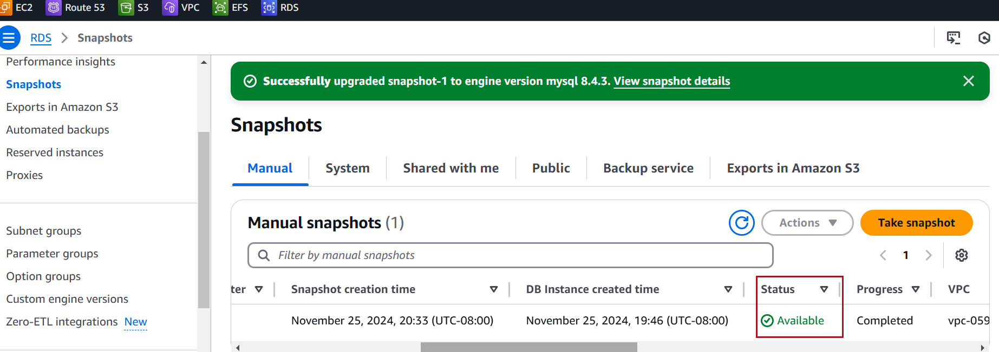 EC2 Route 53 S3 VPC EFS RDS
RDS > Snapshots
Performance insights
Snapshots
Exports in Amazon S3
Automated backups
Reserved instances
Proxies
Subnet groups
Parameter groups
Option groups
Custom engine versions
Zero-ETL integrations New
Successfully upgraded snapshot-1 to engine version mysql 8.4.3. View snapshot details
Snapshots
Manual System Shared with me Public Backup service Exports in Amazon S3
Manual snapshots (1) Actions Take snapshot
Filter by manual snapshots 1
ter Snapshot creation time DB Instance created time Status Progress VPC
November 25, 2024, 20:33 (UTC-08:00) November 25, 2024, 19:46 (UTC-08:00) Available Completed vpc-059